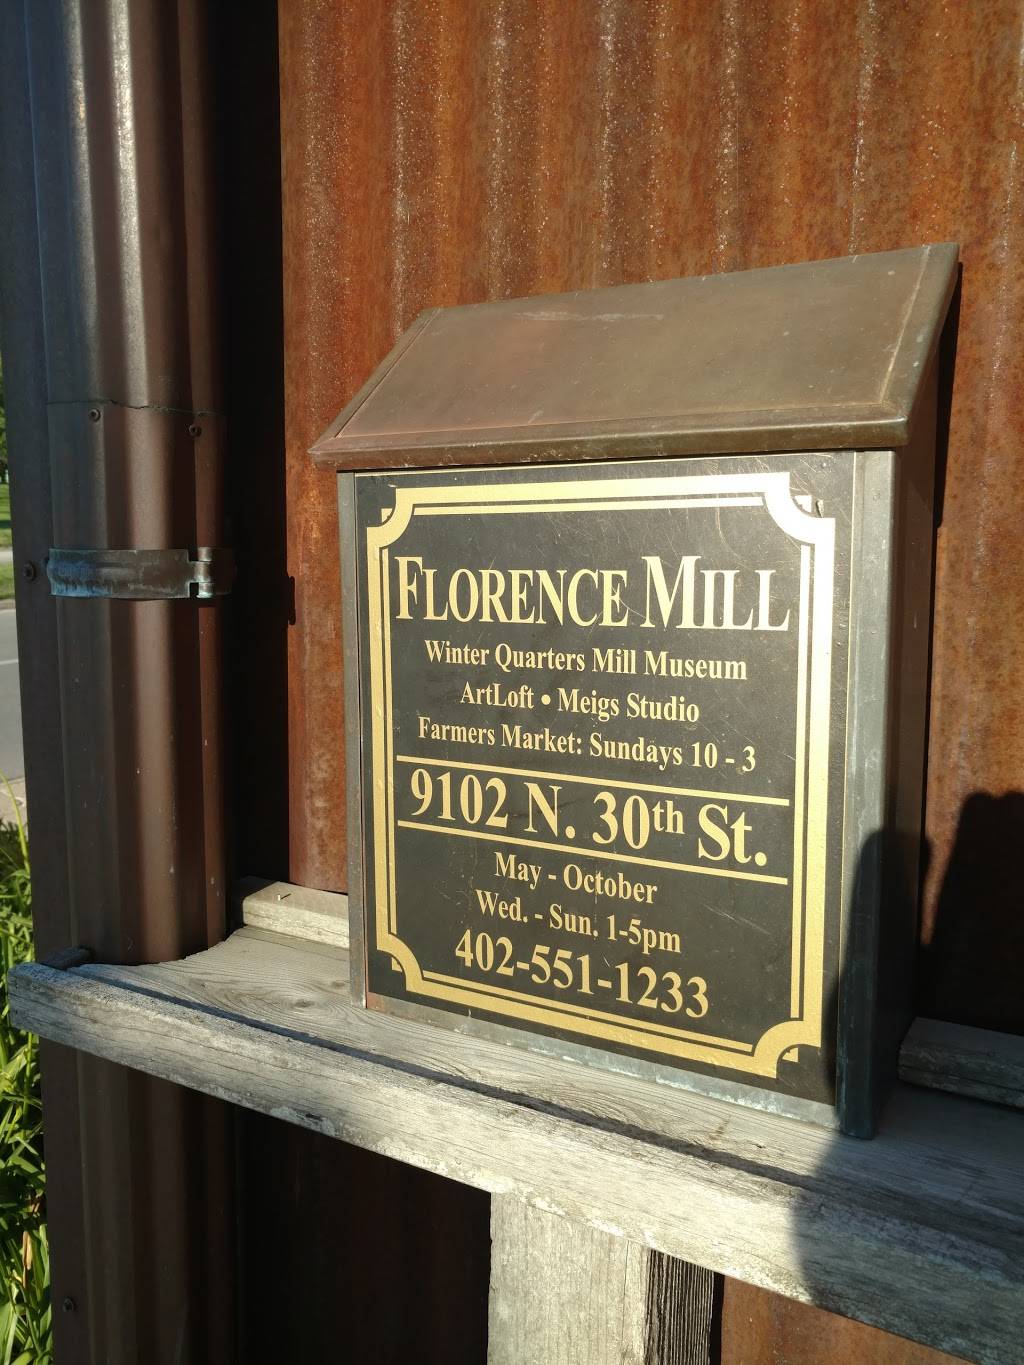 FLORENCE MILL
Winter Quarters Mill Museum
ArtLoft • Meigs Studio
Farmers Market: Sundays 10 - 3
9102 N. 30th St.
May - October
Wed. - Sun. 1-5pm
402-551-1233